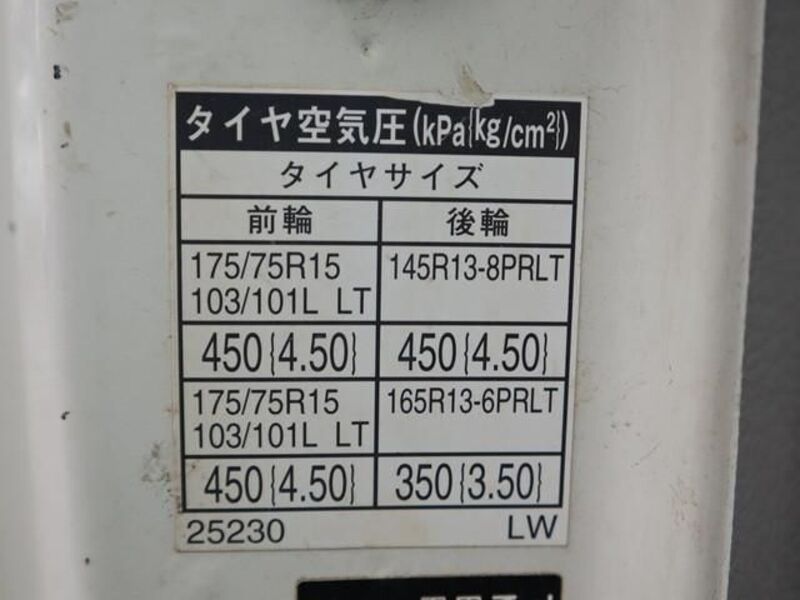 タイヤ空気圧(kPa{kg/cm²})
タイヤサイズ
前輪 後輪
175/75R15 145R13-8PRLT
103/101L LT
450{4.50} 450{4.50}
175/75R15 165R13-6PRLT
103/101L LT
450{4.50} 350{3.50}
25230 LW